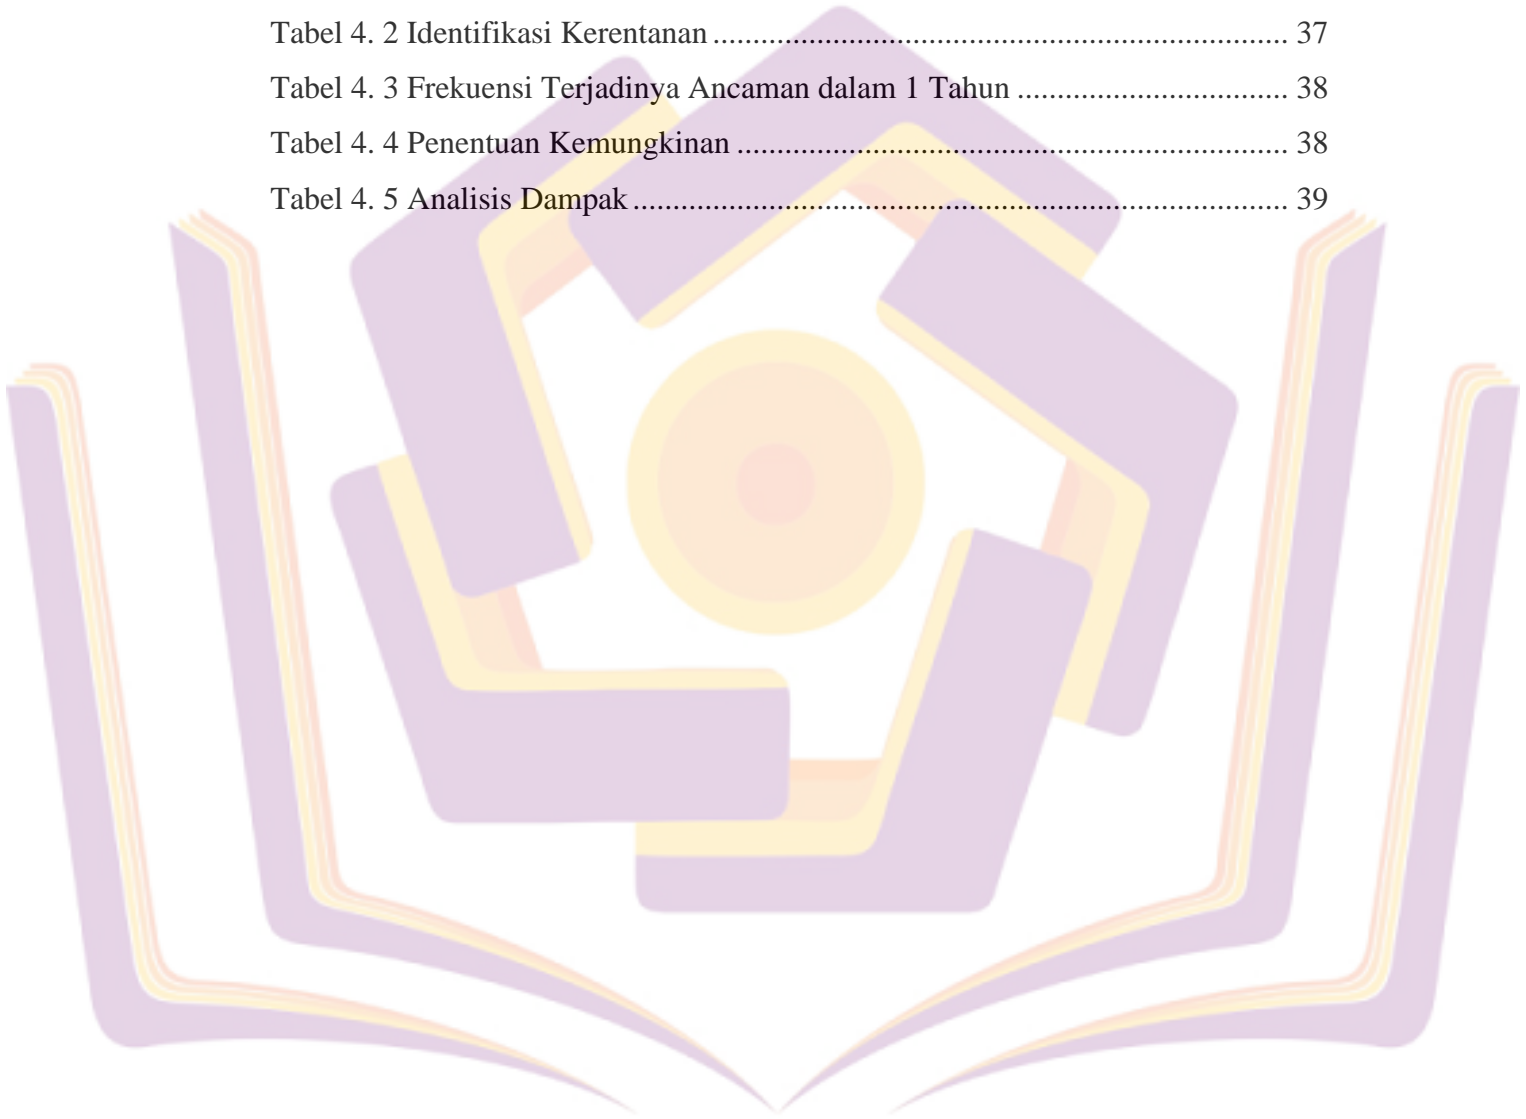 Tabel 4. 2 Identifikasi Kerentanan ........................................................................ 37
Tabel 4. 3 Frekuensi Terjadinya Ancaman dalam 1 Tahun .................................. 38
Tabel 4. 4 Penentuan Kemungkinan ..................................................................... 38
Tabel 4. 5 Analisis Dampak .................................................................................. 39